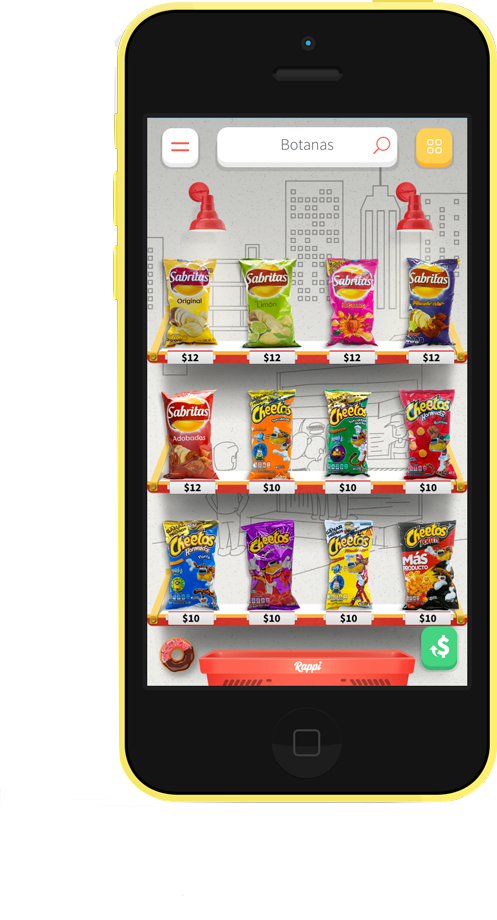 Botanas
Sabritas
Original
Sabritas
Limón
Sabritas
Sabritas
$12
$12
$12
$12
Sabritas
Adobadas
Cheetos
Cheetos
Cheetos
$12
$10
$10
$10
Cheetos
Cheetos
Cheetos
Cheetos
MÁS
PRODUCTO
$10
$10
$10
$10
$
Rappi